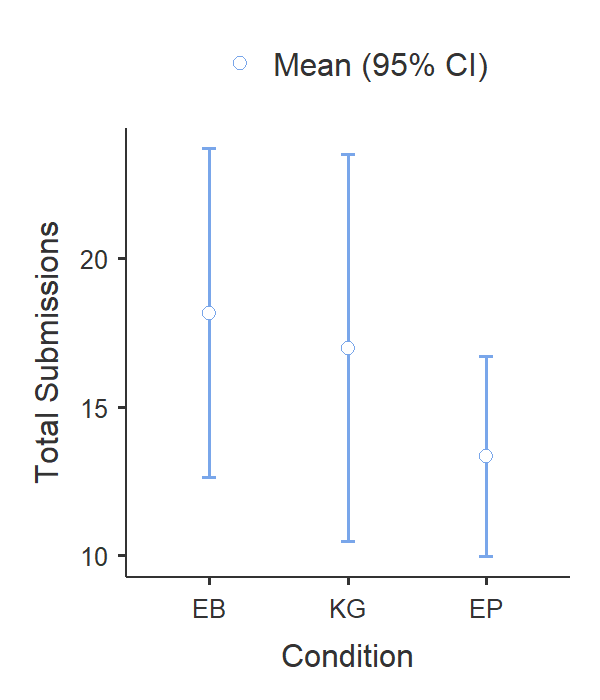 Mean (95% CI)
Total Submissions
20
15
10
EB KG EP
Condition